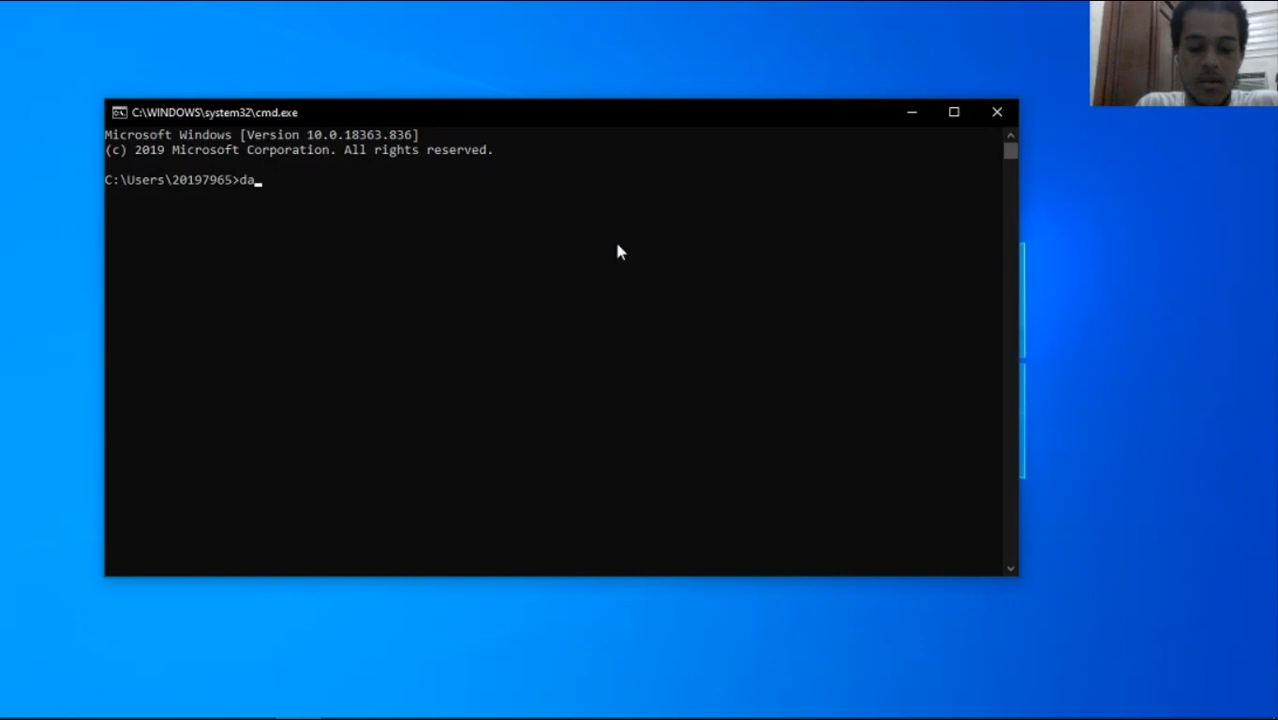 C:\WINDOWS\system32\cmd.exe
Microsoft Windows [Version 10.0.18363.836]
(c) 2019 Microsoft Corporation. All rights reserved.
C:\Users\20197965>da_